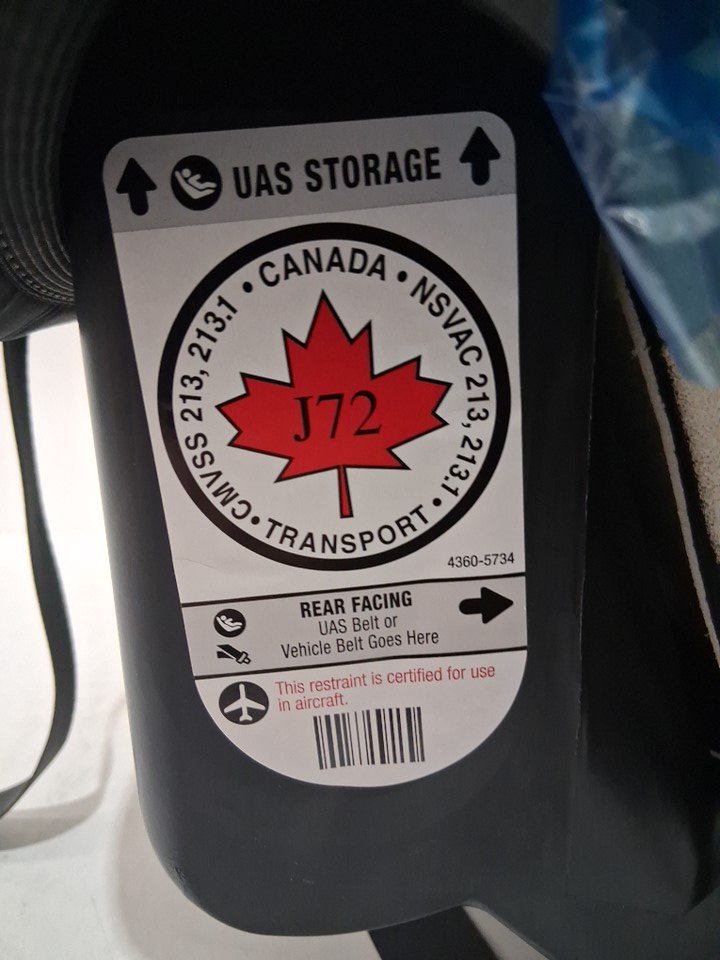 UAS STORAGE
CMVSS 213, 213.1 • CANADA • NSVAC 213, 213.1 • TRANSPORT •
J72
4360-5734
REAR FACING
UAS Belt or
Vehicle Belt Goes Here
This restraint is certified for use
in aircraft.